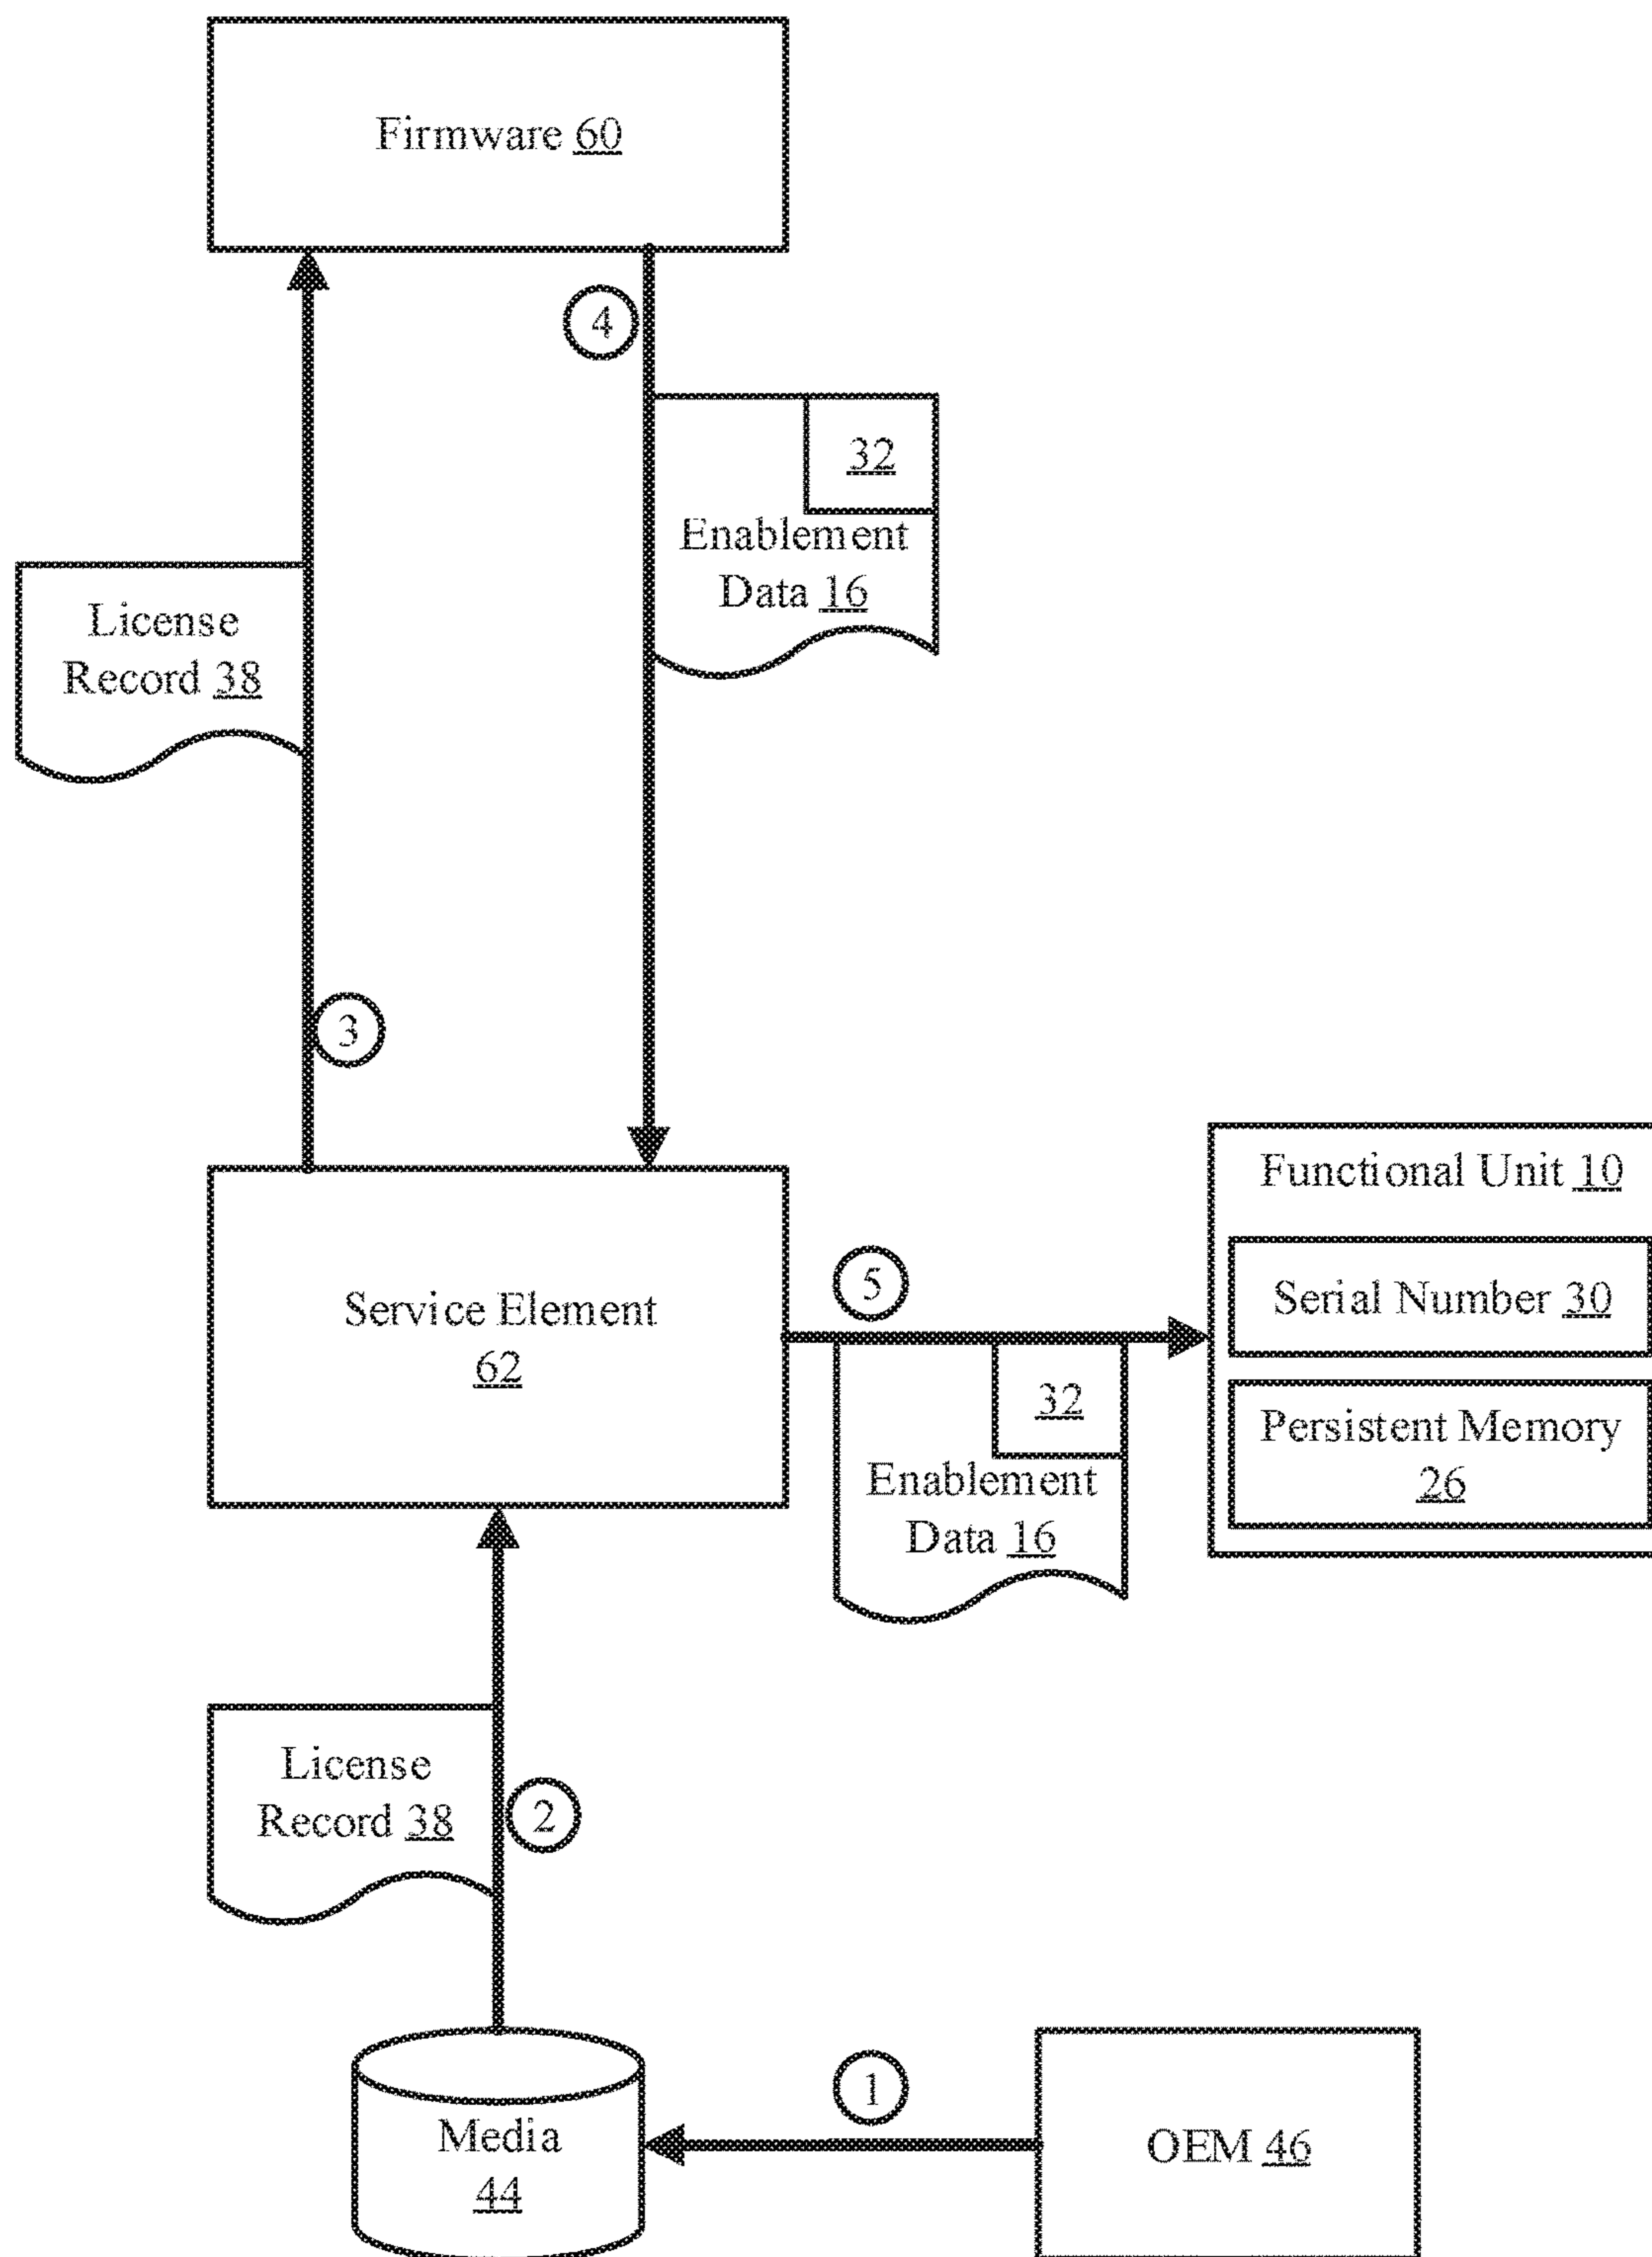 Firmware 60
4
32
Enablement
Data 16
License
Record 38
3
Functional Unit 10
Serial Number 30
Persistent Memory
26
Service Element
62
5
32
Enablement
Data 16
License
Record 38
2
1
Media
44
OEM 46